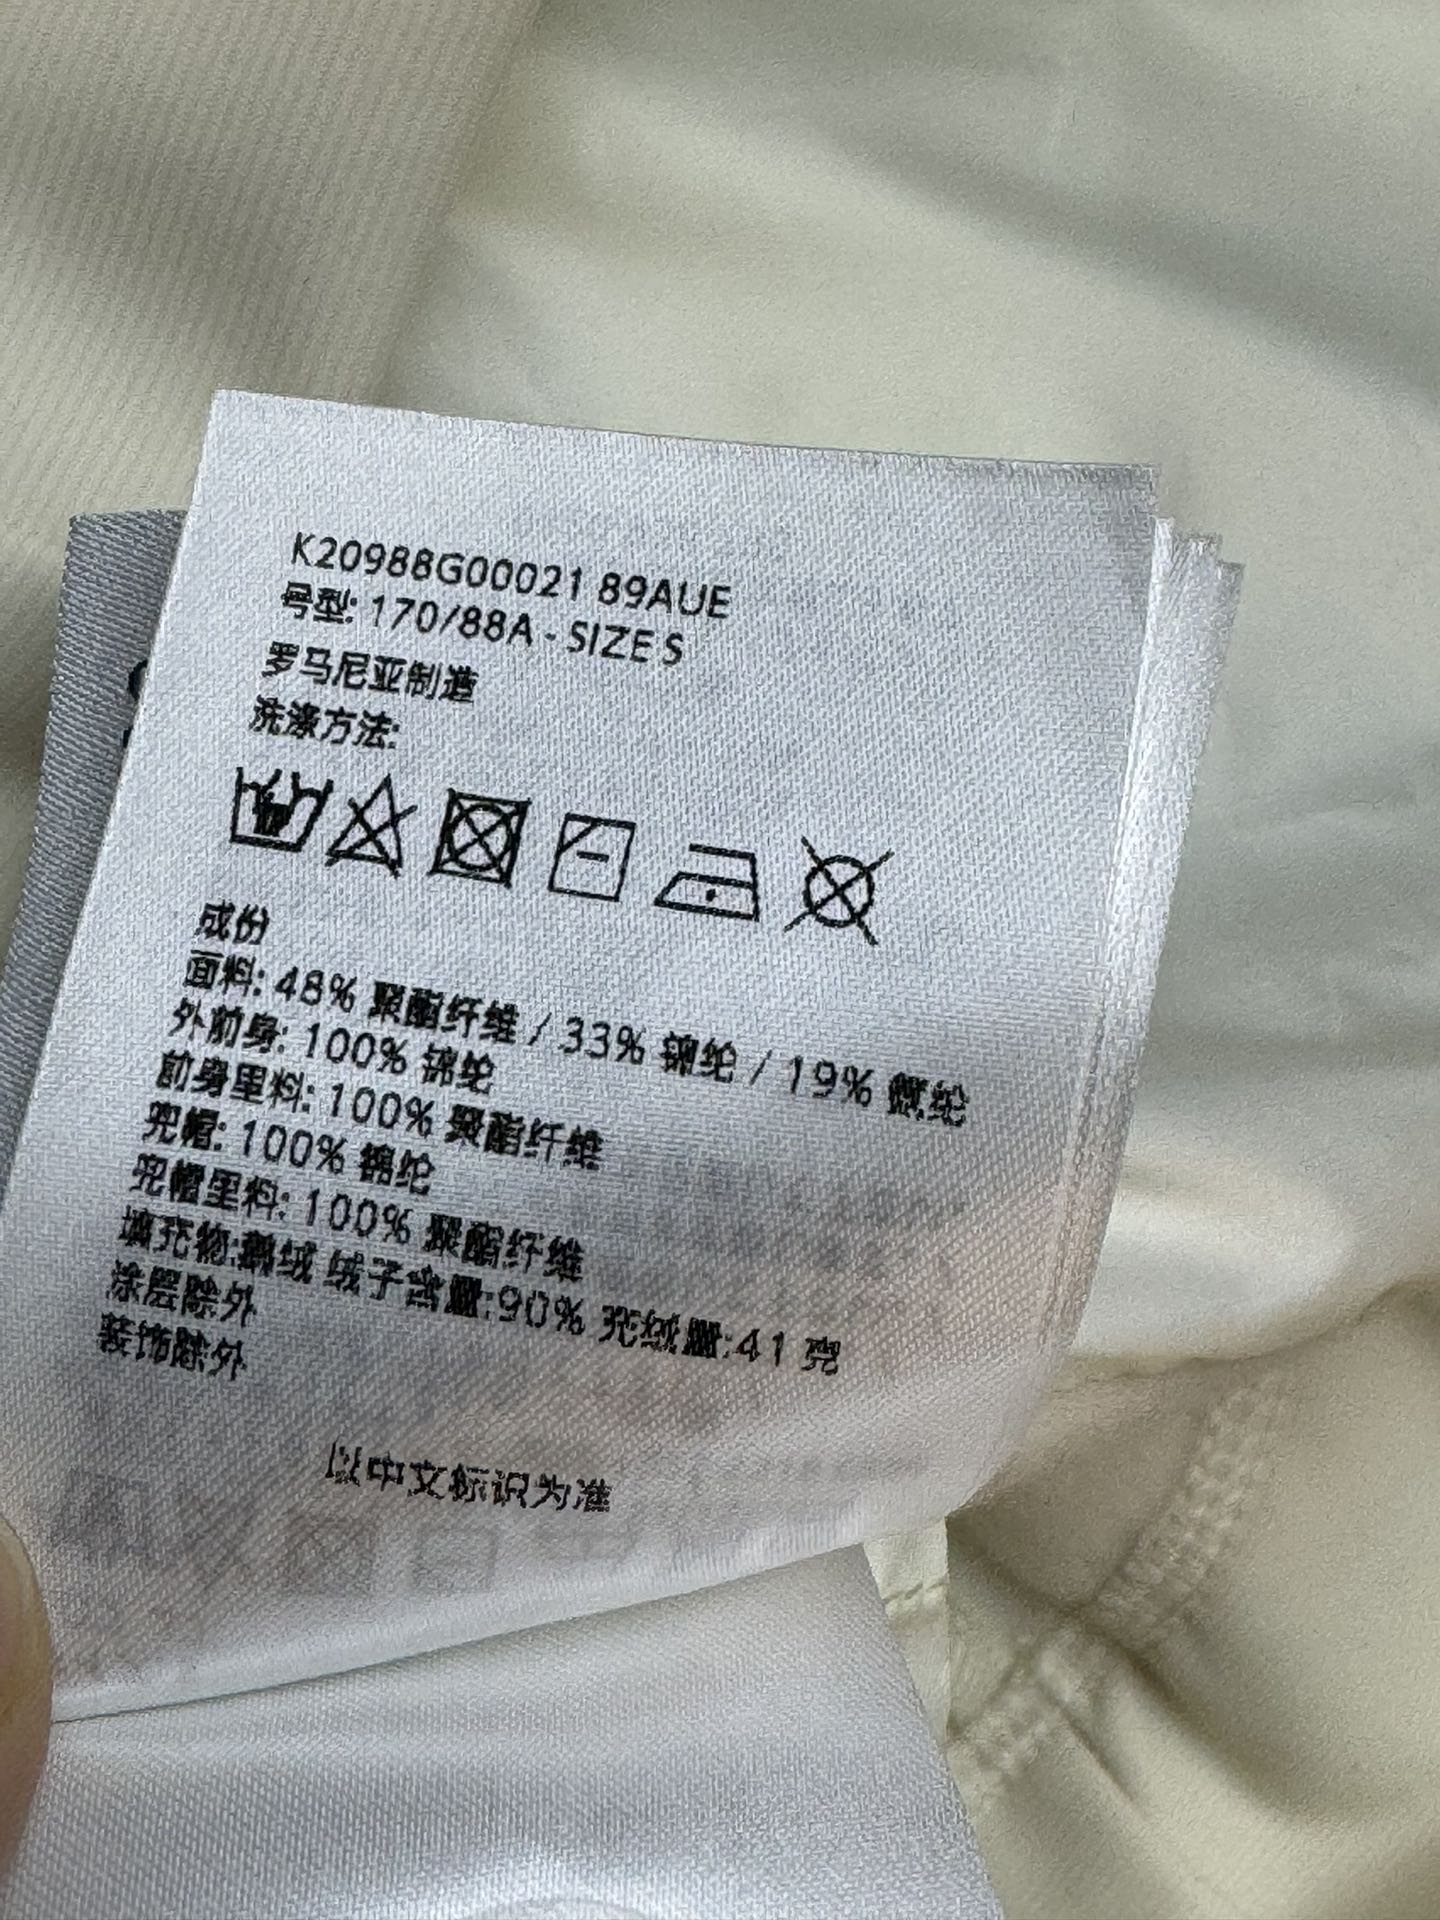 K20988G00021 89AUE
号型: 170/88A - SIZE S
罗马尼亚制造
洗涤方法:
成份
面料: 48% 聚酯纤维 / 33% 锦纶 / 19% 氨纶
外前身: 100% 锦纶
前身里料: 100% 聚酯纤维
兜帽: 100% 锦纶
兜帽里料: 100% 聚酯纤维
填充物:鹅绒 绒子含量:90% 充绒量:41 克
涂层除外
装饰除外
以中文标识为准